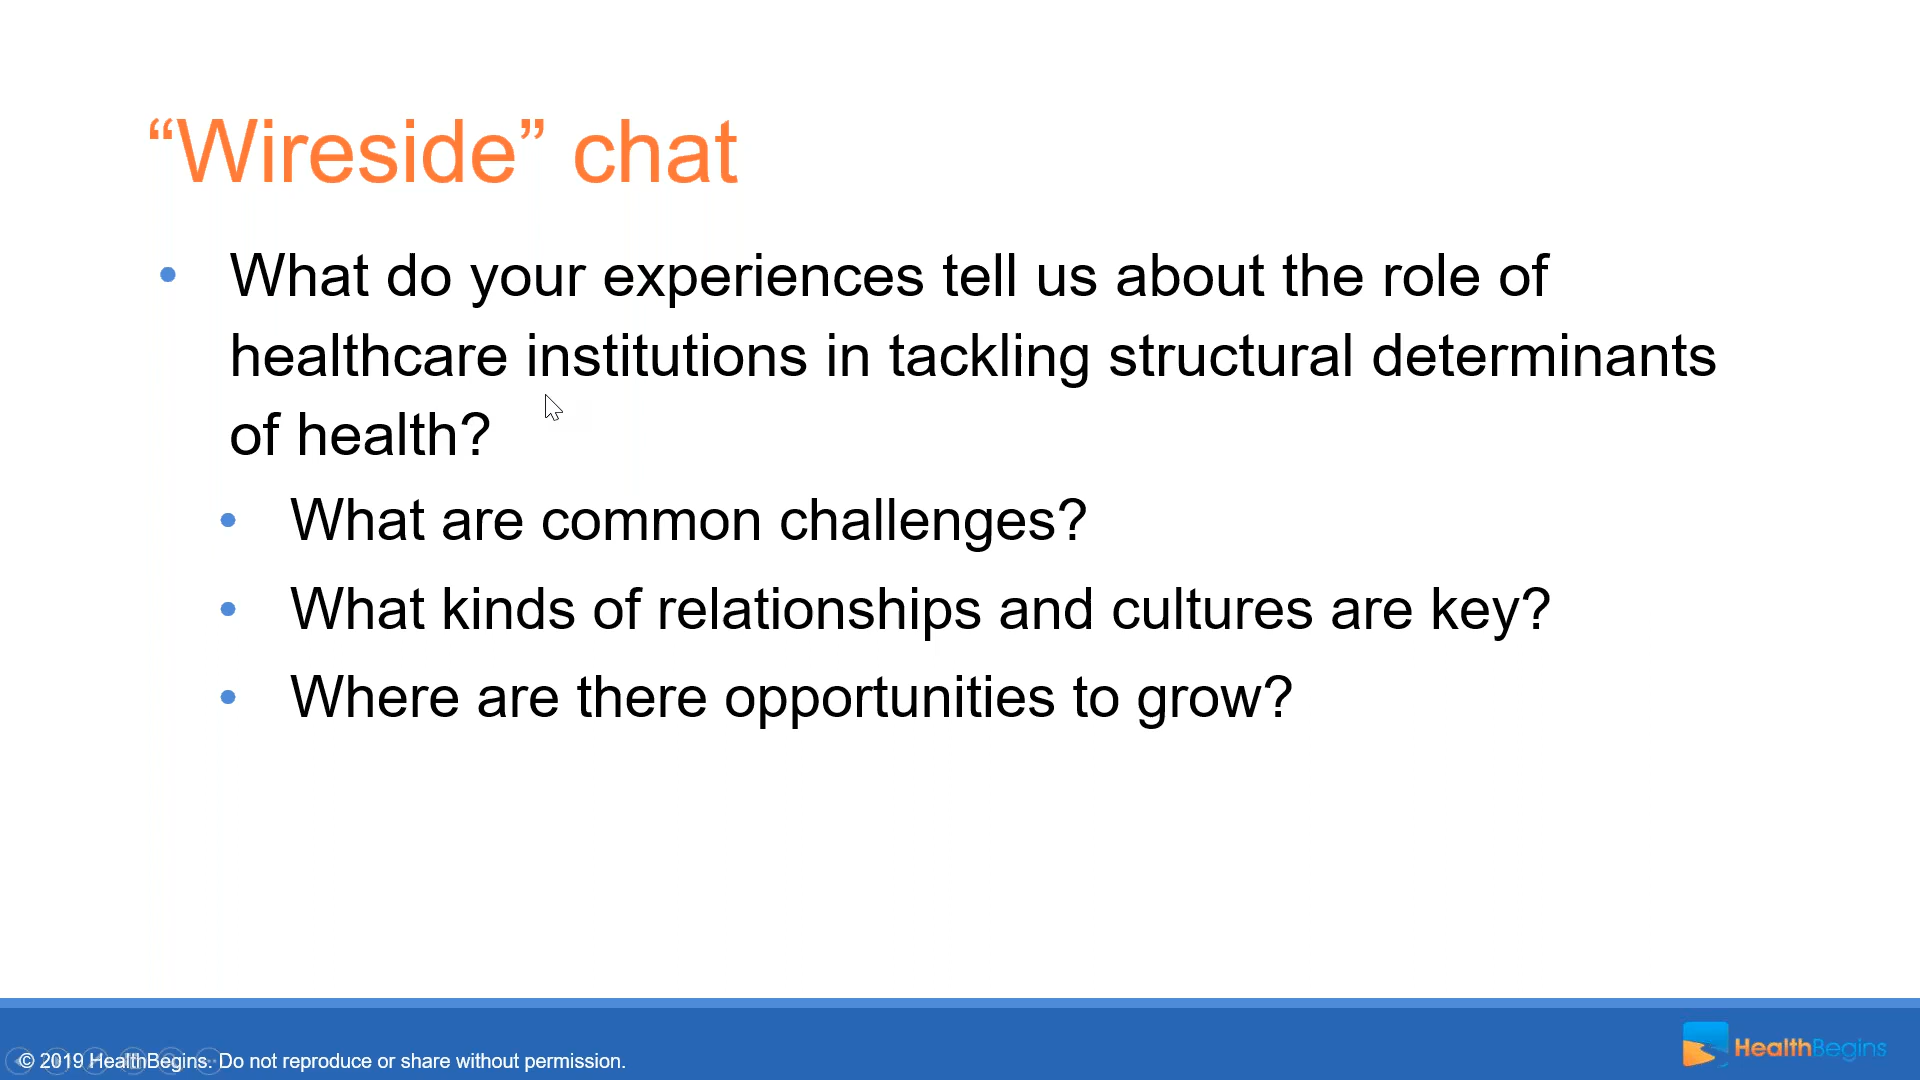 “Wireside” chat
• What do your experiences tell us about the role of
healthcare institutions in tackling structural determinants
of health?
• What are common challenges?
• What kinds of relationships and cultures are key?
• Where are there opportunities to grow?
© 2019 HealthBegins. Do not reproduce or share without permission.
HealthBegins